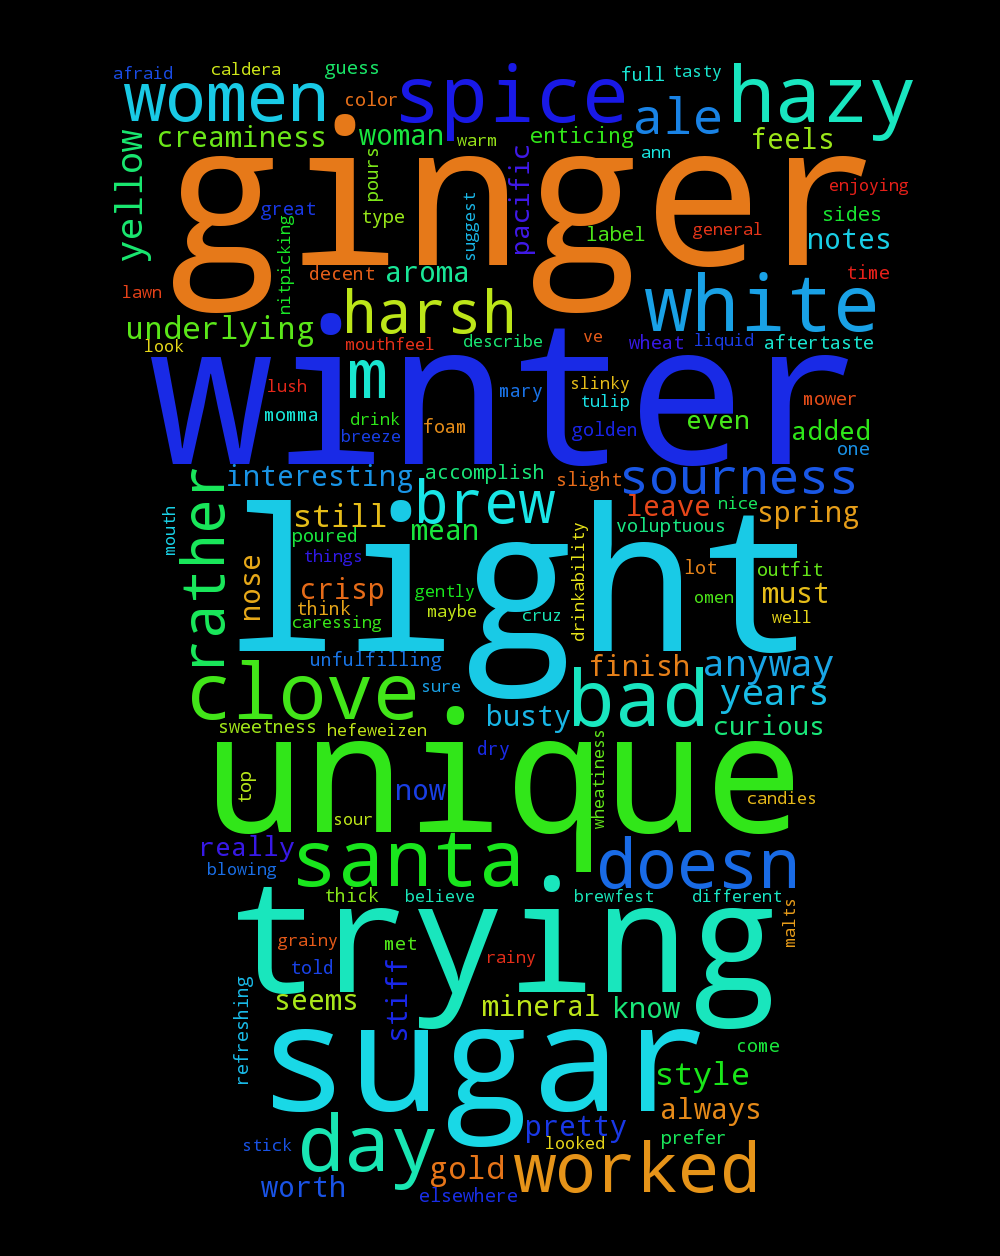 afraid caldera guess full tasty
women color spice ale hazy
creaminess woman warm enticing feels
ginger
yellow pours pacific ann enjoying
great type suggest label general sides
nitpicking notes
lawn decent aroma time
harsh white
underlying
look mouthfeel describe ve wheat liquid aftertaste
winter
lush m mary slinky mower
momma drink tulip even added
breeze foam golden one
interesting accomplish slight sourness
rather brew leave nice spring
mouth still mean voluptuous
poured
light
things drinkability lot outfit
nose crisp gently omen must
think maybe cruz well
caressing
unfulfilling finish anyway
clove sure bad years
busty curious
sweetness hefeweizen
unique
dry wheatiness
top now candies
sour
really santa doesn
blowing
thick believe brewfest different
trying
grainy met rainy malts
told stiff
refreshing seems mineral know
sugar
come
style
always
day pretty prefer
stick looked
gold worked
worth elsewhere